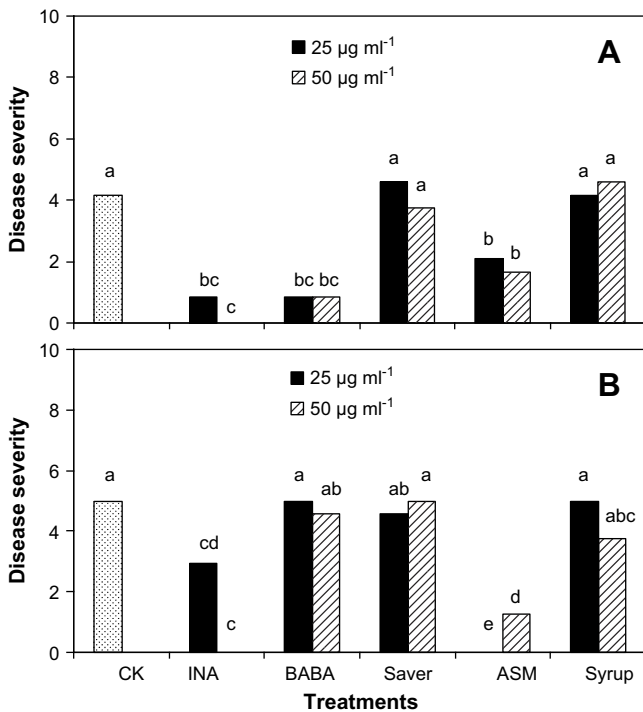 10
8
6
4
2
0
Disease severity
25 µg ml⁻¹
50 µg ml⁻¹
A
a
bc
c
bc bc
a
a
b
b
a
a
10
8
6
4
2
0
Disease severity
25 µg ml⁻¹
50 µg ml⁻¹
B
a
cd
c
a
ab
ab
a
e
d
a
abc
CK INA BABA Saver ASM Syrup
Treatments